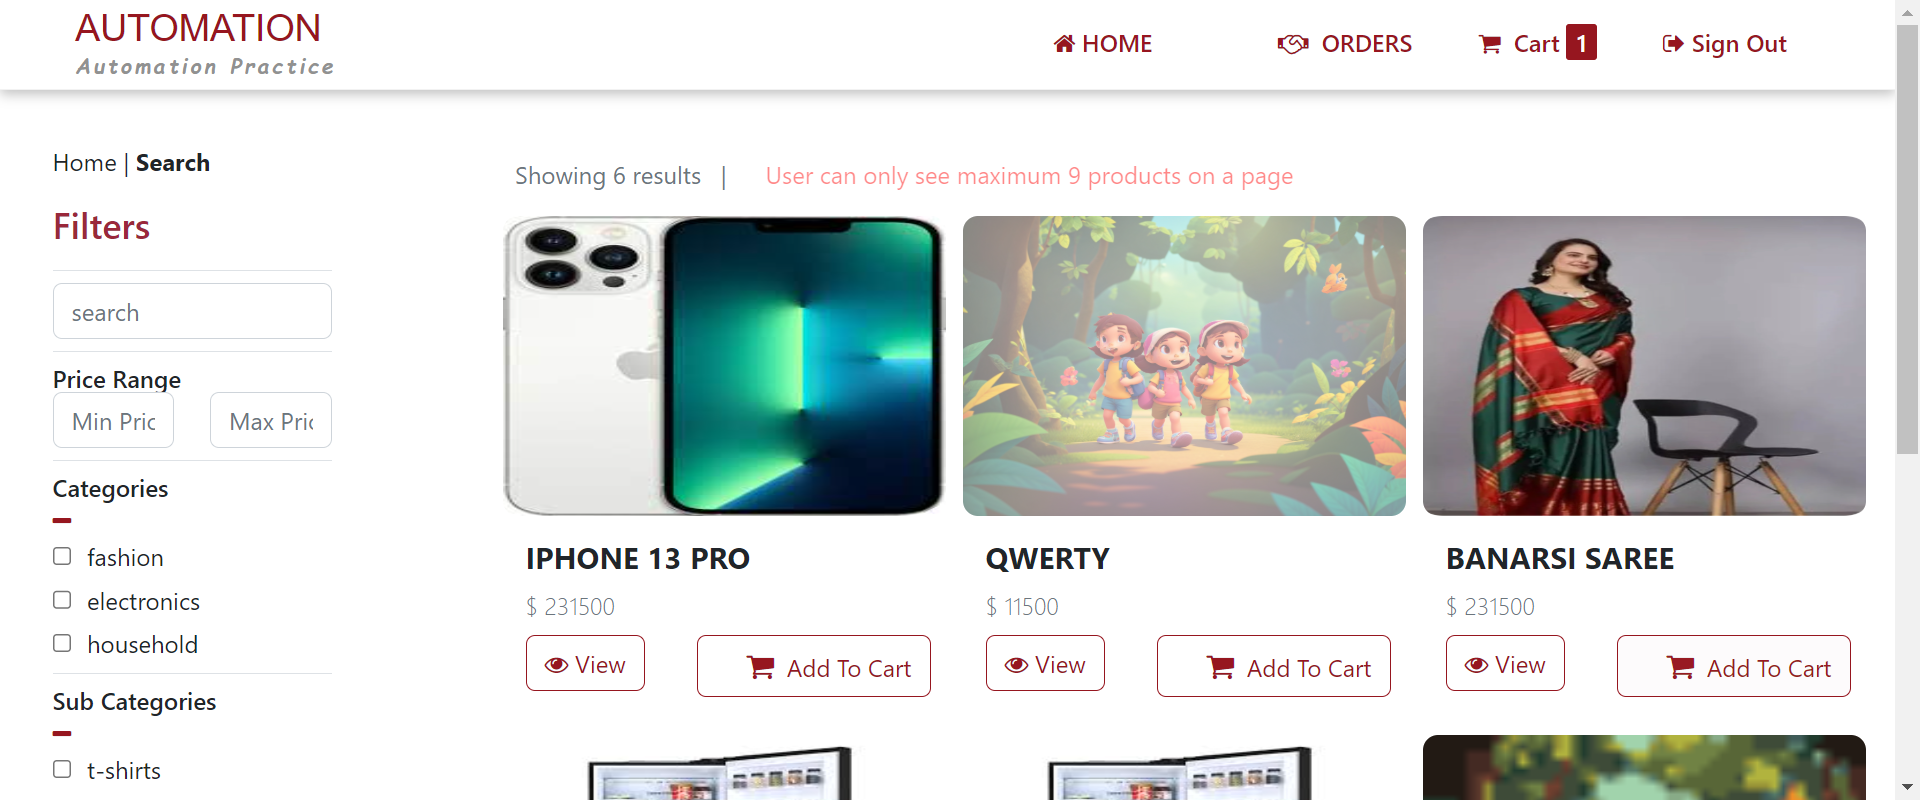 AUTOMATION
Automation Practice
HOME
ORDERS
Cart 1
Sign Out
Home | Search
Filters
search
Price Range
Min Pric
Max Pric
Categories
fashion
electronics
household
Sub Categories
t-shirts
Showing 6 results |
User can only see maximum 9 products on a page
IPHONE 13 PRO
$ 231500
View
Add To Cart
QWERTY
$ 11500
View
Add To Cart
BANARSI SAREE
$ 231500
View
Add To Cart